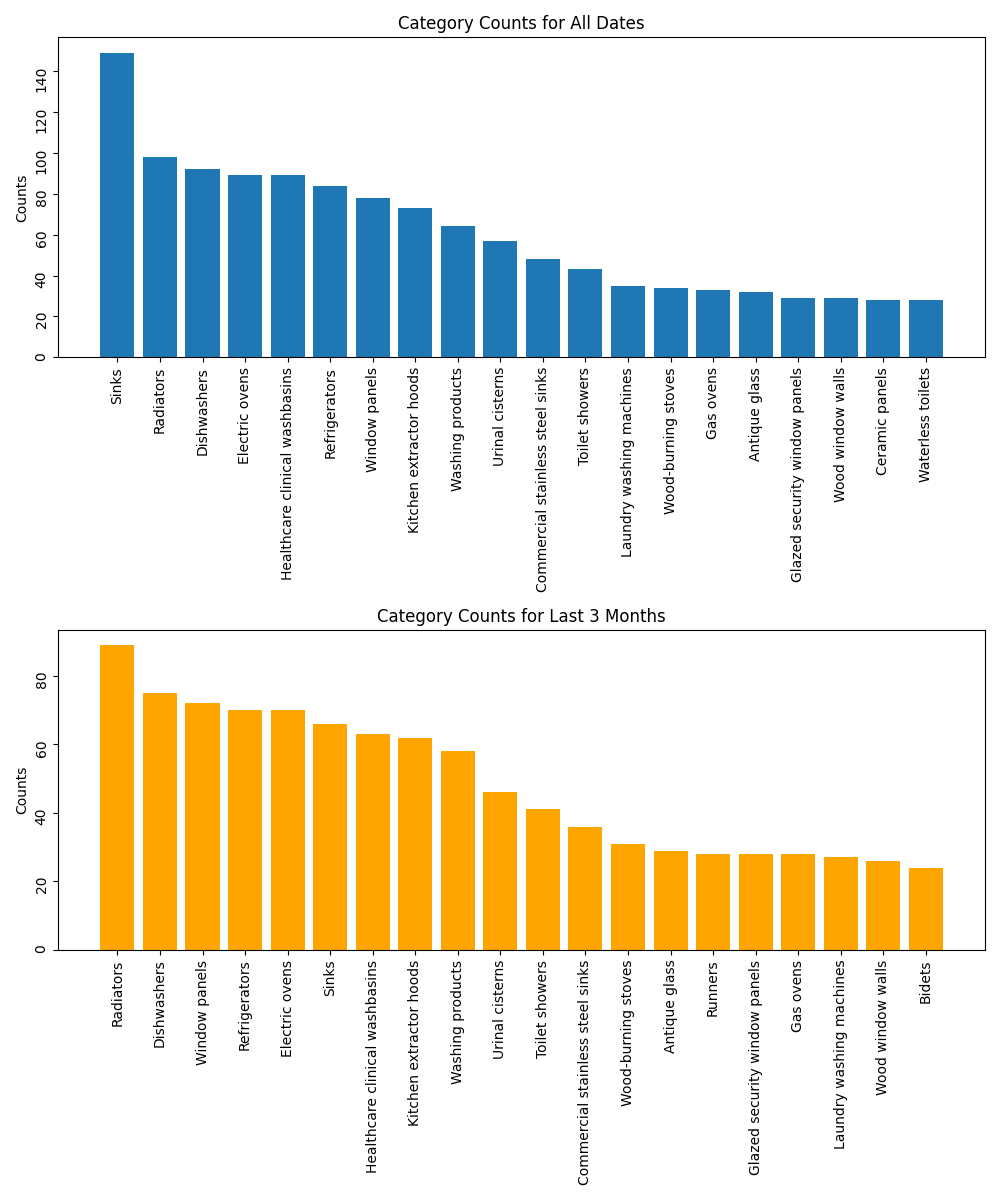 Category Counts for All Dates
Counts
140
120
100
80
60
40
20
0
Sinks
Radiators
Dishwashers
Electric ovens
Healthcare clinical washbasins
Refrigerators
Window panels
Kitchen extractor hoods
Washing products
Urinal cisterns
Commercial stainless steel sinks
Toilet showers
Laundry washing machines
Wood-burning stoves
Gas ovens
Antique glass
Glazed security window panels
Wood window walls
Ceramic panels
Waterless toilets
Category Counts for Last 3 Months
Counts
80
60
40
20
0
Radiators
Dishwashers
Window panels
Refrigerators
Electric ovens
Sinks
Healthcare clinical washbasins
Kitchen extractor hoods
Washing products
Urinal cisterns
Toilet showers
Commercial stainless steel sinks
Wood-burning stoves
Antique glass
Runners
Glazed security window panels
Gas ovens
Laundry washing machines
Wood window walls
Bidets